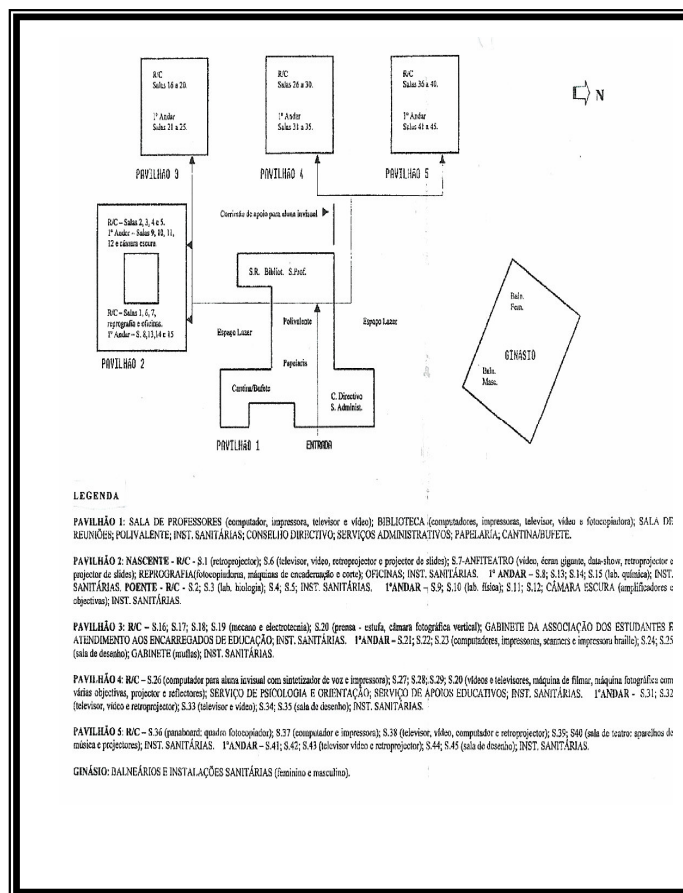 R/C
Salas 16 a 20.
1º Andar
Salas 21 a 25.
PAVILHÃO 3
R/C
Salas 26 a 30.
1º Andar
Salas 31 a 35.
PAVILHÃO 4
R/C
Salas 36 a 40.
1º Andar
Salas 41 a 45.
PAVILHÃO 5
N
Corrimão de apoio para aluna invisual
R/C – Salas 2, 3, 4 e 5.
1º Andar – Salas 9, 10, 11,
12 e câmara escura
R/C – Salas 1, 6, 7,
reprografia e oficinas.
1º Andar – S. 8,13,14 e 15
PAVILHÃO 2
S.R. Bibliot. S.Prof.
Espaço Lazer
Polivalente
Espaço Lazer
Papelaria
Cantina/Bufete
C. Directivo
S. Administ.
PAVILHÃO 1
ENTRADA
Baln.
Fem.
GINÁSIO
Baln.
Masc.
LEGENDA
PAVILHÃO 1: SALA DE PROFESSORES (computador, impressora, televisor e vídeo); BIBLIOTECA (computadores, impressoras, televisor, vídeo e fotocopiadora); SALA DE
REUNIÕES; POLIVALENTE; INST. SANITÁRIAS; CONSELHO DIRECTIVO; SERVIÇOS ADMINISTRATIVOS; PAPELARIA; CANTINA/BUFETE.
PAVILHÃO 2: NASCENTE - R/C - S.1 (retroprojector); S.6 (televisor, vídeo, retroprojector e projector de slides); S.7-ANFITEATRO (vídeo, écran gigante, data-show, retroprojector e
projector de slides); REPROGRAFIA(fotocopiadoras, máquinas de encadernação e corte); OFICINAS; INST. SANITÁRIAS. 1º ANDAR – S.8; S.13; S.14; S.15 (lab. química); INST.
SANITÁRIAS. POENTE - R/C - S.2; S.3 (lab. biologia); S.4; S.5; INST. SANITÁRIAS. 1ºANDAR – S.9; S.10 (lab. física); S.11; S.12; CÂMARA ESCURA (amplificadores e
objectivas); INST. SANITÁRIAS.
PAVILHÃO 3: R/C – S.16; S.17; S.18; S.19 (mecano e electrotecnia); S.20 (prensa - estufa, câmara fotográfica vertical); GABINETE DA ASSOCIAÇÃO DOS ESTUDANTES E
ATENDIMENTO AOS ENCARREGADOS DE EDUCAÇÃO; INST. SANITÁRIAS. 1ºANDAR – S.21; S.22; S.23 (computadores, impressoras, scanners e impressora braille); S.24; S.25
(sala de desenho); GABINETE (muflas); INST. SANITÁRIAS.
PAVILHÃO 4: R/C – S.26 (computador para aluna invisual com sintetizador de voz e impressora); S.27; S.28; S.29; S.20 (vídeos e televisores, máquina de filmar, máquina fotográfica com
várias objectivas, projector e reflectores); SERVIÇO DE PSICOLOGIA E ORIENTAÇÃO; SERVIÇO DE APOIOS EDUCATIVOS; INST. SANITÁRIAS. 1ºANDAR - S.31; S.32
(televisor, vídeo e retroprojector); S.33 (televisor e vídeo); S.34; S.35 (sala de desenho); INST. SANITÁRIAS.
PAVILHÃO 5: R/C – S.36 (panaboard: quadro fotocopiador); S.37 (computador e impressora); S.38 (televisor, vídeo, computador e retroprojector); S.39; S40 (sala de teatro: aparelhos de
música e projectores); INST. SANITÁRIAS. 1ºANDAR – S.41; S.42; S.43 (televisor vídeo e retroprojector); S.44; S.45 (sala de desenho); INST. SANITÁRIAS.
GINÁSIO: BALNEÁRIOS E INSTALAÇÕES SANITÁRIAS (feminino e masculino).